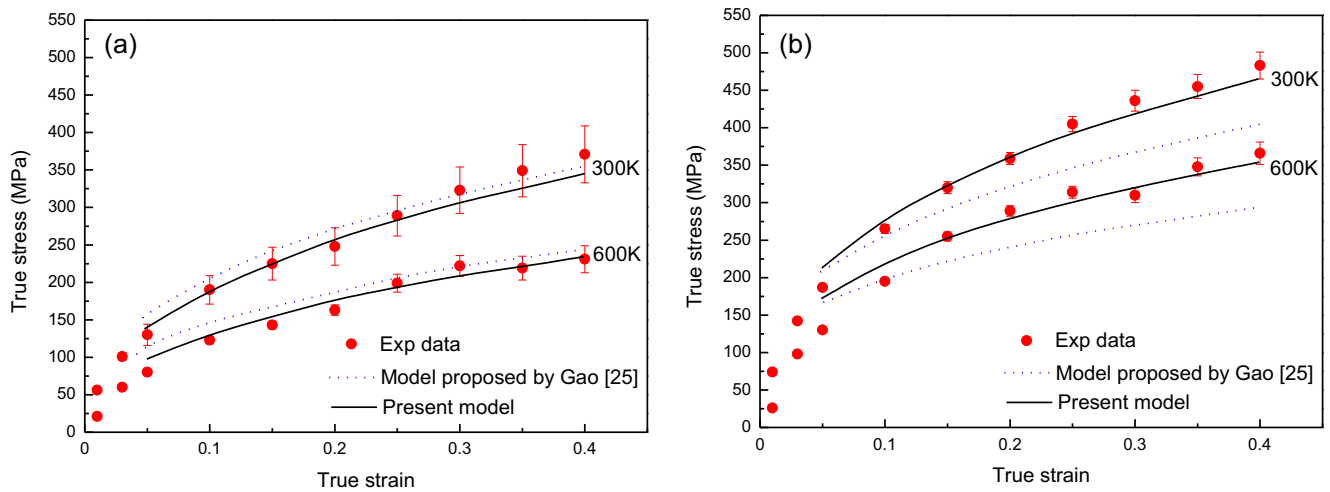 (a)
550
500
450
400
350
300
250
200
150
100
50
0
True stress (MPa)
300K
600K
Exp data
Model proposed by Gao [25]
Present model
0
0.1
0.2
0.3
0.4
True strain
(b)
550
500
450
400
350
300
250
200
150
100
50
0
True stress (MPa)
300K
600K
Exp data
Model proposed by Gao [25]
Present model
0
0.1
0.2
0.3
0.4
True strain